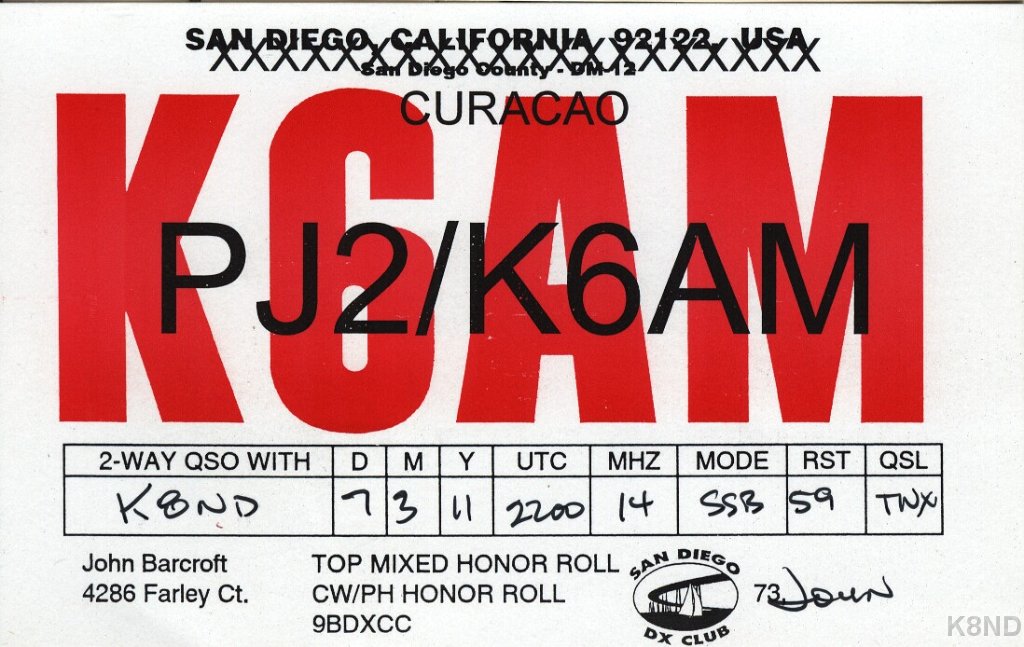 SAN DIEGO, CALIFORNIA 92122, USA
XXXXXXXXXXXXXXXXXXXX
San Diego County - DM-12
CURACAO
K6AM
PJ2/K6AM
2-WAY QSO WITH D M Y UTC MHZ MODE RST QSL
K8ND 7 3 11 2200 14 SSB 59 TNX
John Barcroft
4286 Farley Ct.
TOP MIXED HONOR ROLL
CW/PH HONOR ROLL
9BDXCC
SAN DIEGO
DX CLUB
73 John
K8ND